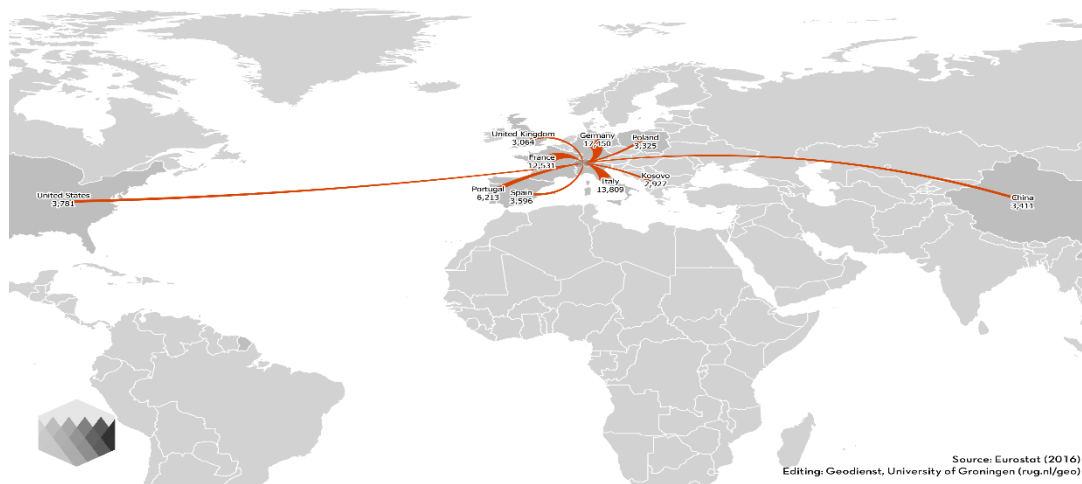 United Kingdom
3,064
Germany
17,450
Poland
3,325
France
12,531
United States
3,781
Portugal
6,213
Spain
3,596
Italy
13,809
Kosovo
2,927
China
3,411
Source: Eurostat (2016)
Editing: Geodienst, University of Groningen (rug.nl/geo)